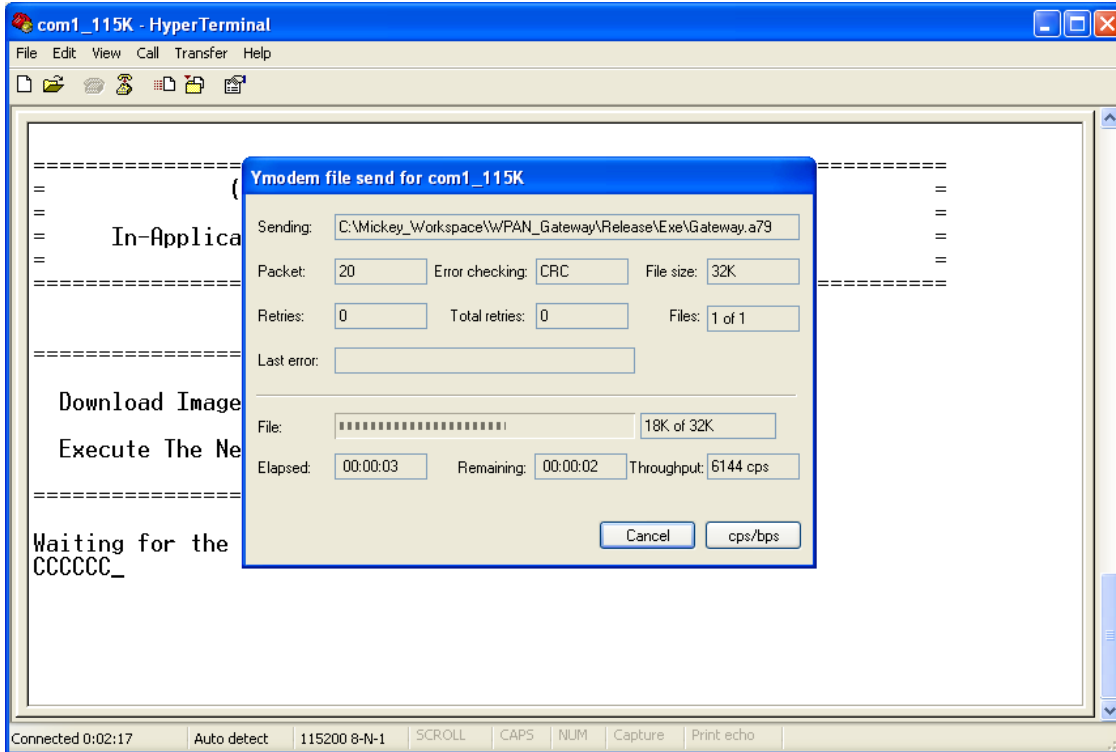 com1_115K - HyperTerminal
File Edit View Call Transfer Help
==================
= (
=
= In-Applica
=
==================
==================
Download Image
Execute The Ne
==================
Waiting for the
CCCCCC_
==========
=
=
=
=
==========
Ymodem file send for com1_115K
Sending: C:\Mickey_Workspace\WPAN_Gateway\Release\Exe\Gateway.a79
Packet: 20 Error checking: CRC File size: 32K
Retries: 0 Total retries: 0 Files: 1 of 1
Last error:
File: 18K of 32K
Elapsed: 00:00:03 Remaining: 00:00:02 Throughput: 6144 cps
Cancel cps/bps
Connected 0:02:17 Auto detect 115200 8-N-1 SCROLL CAPS NUM Capture Print echo